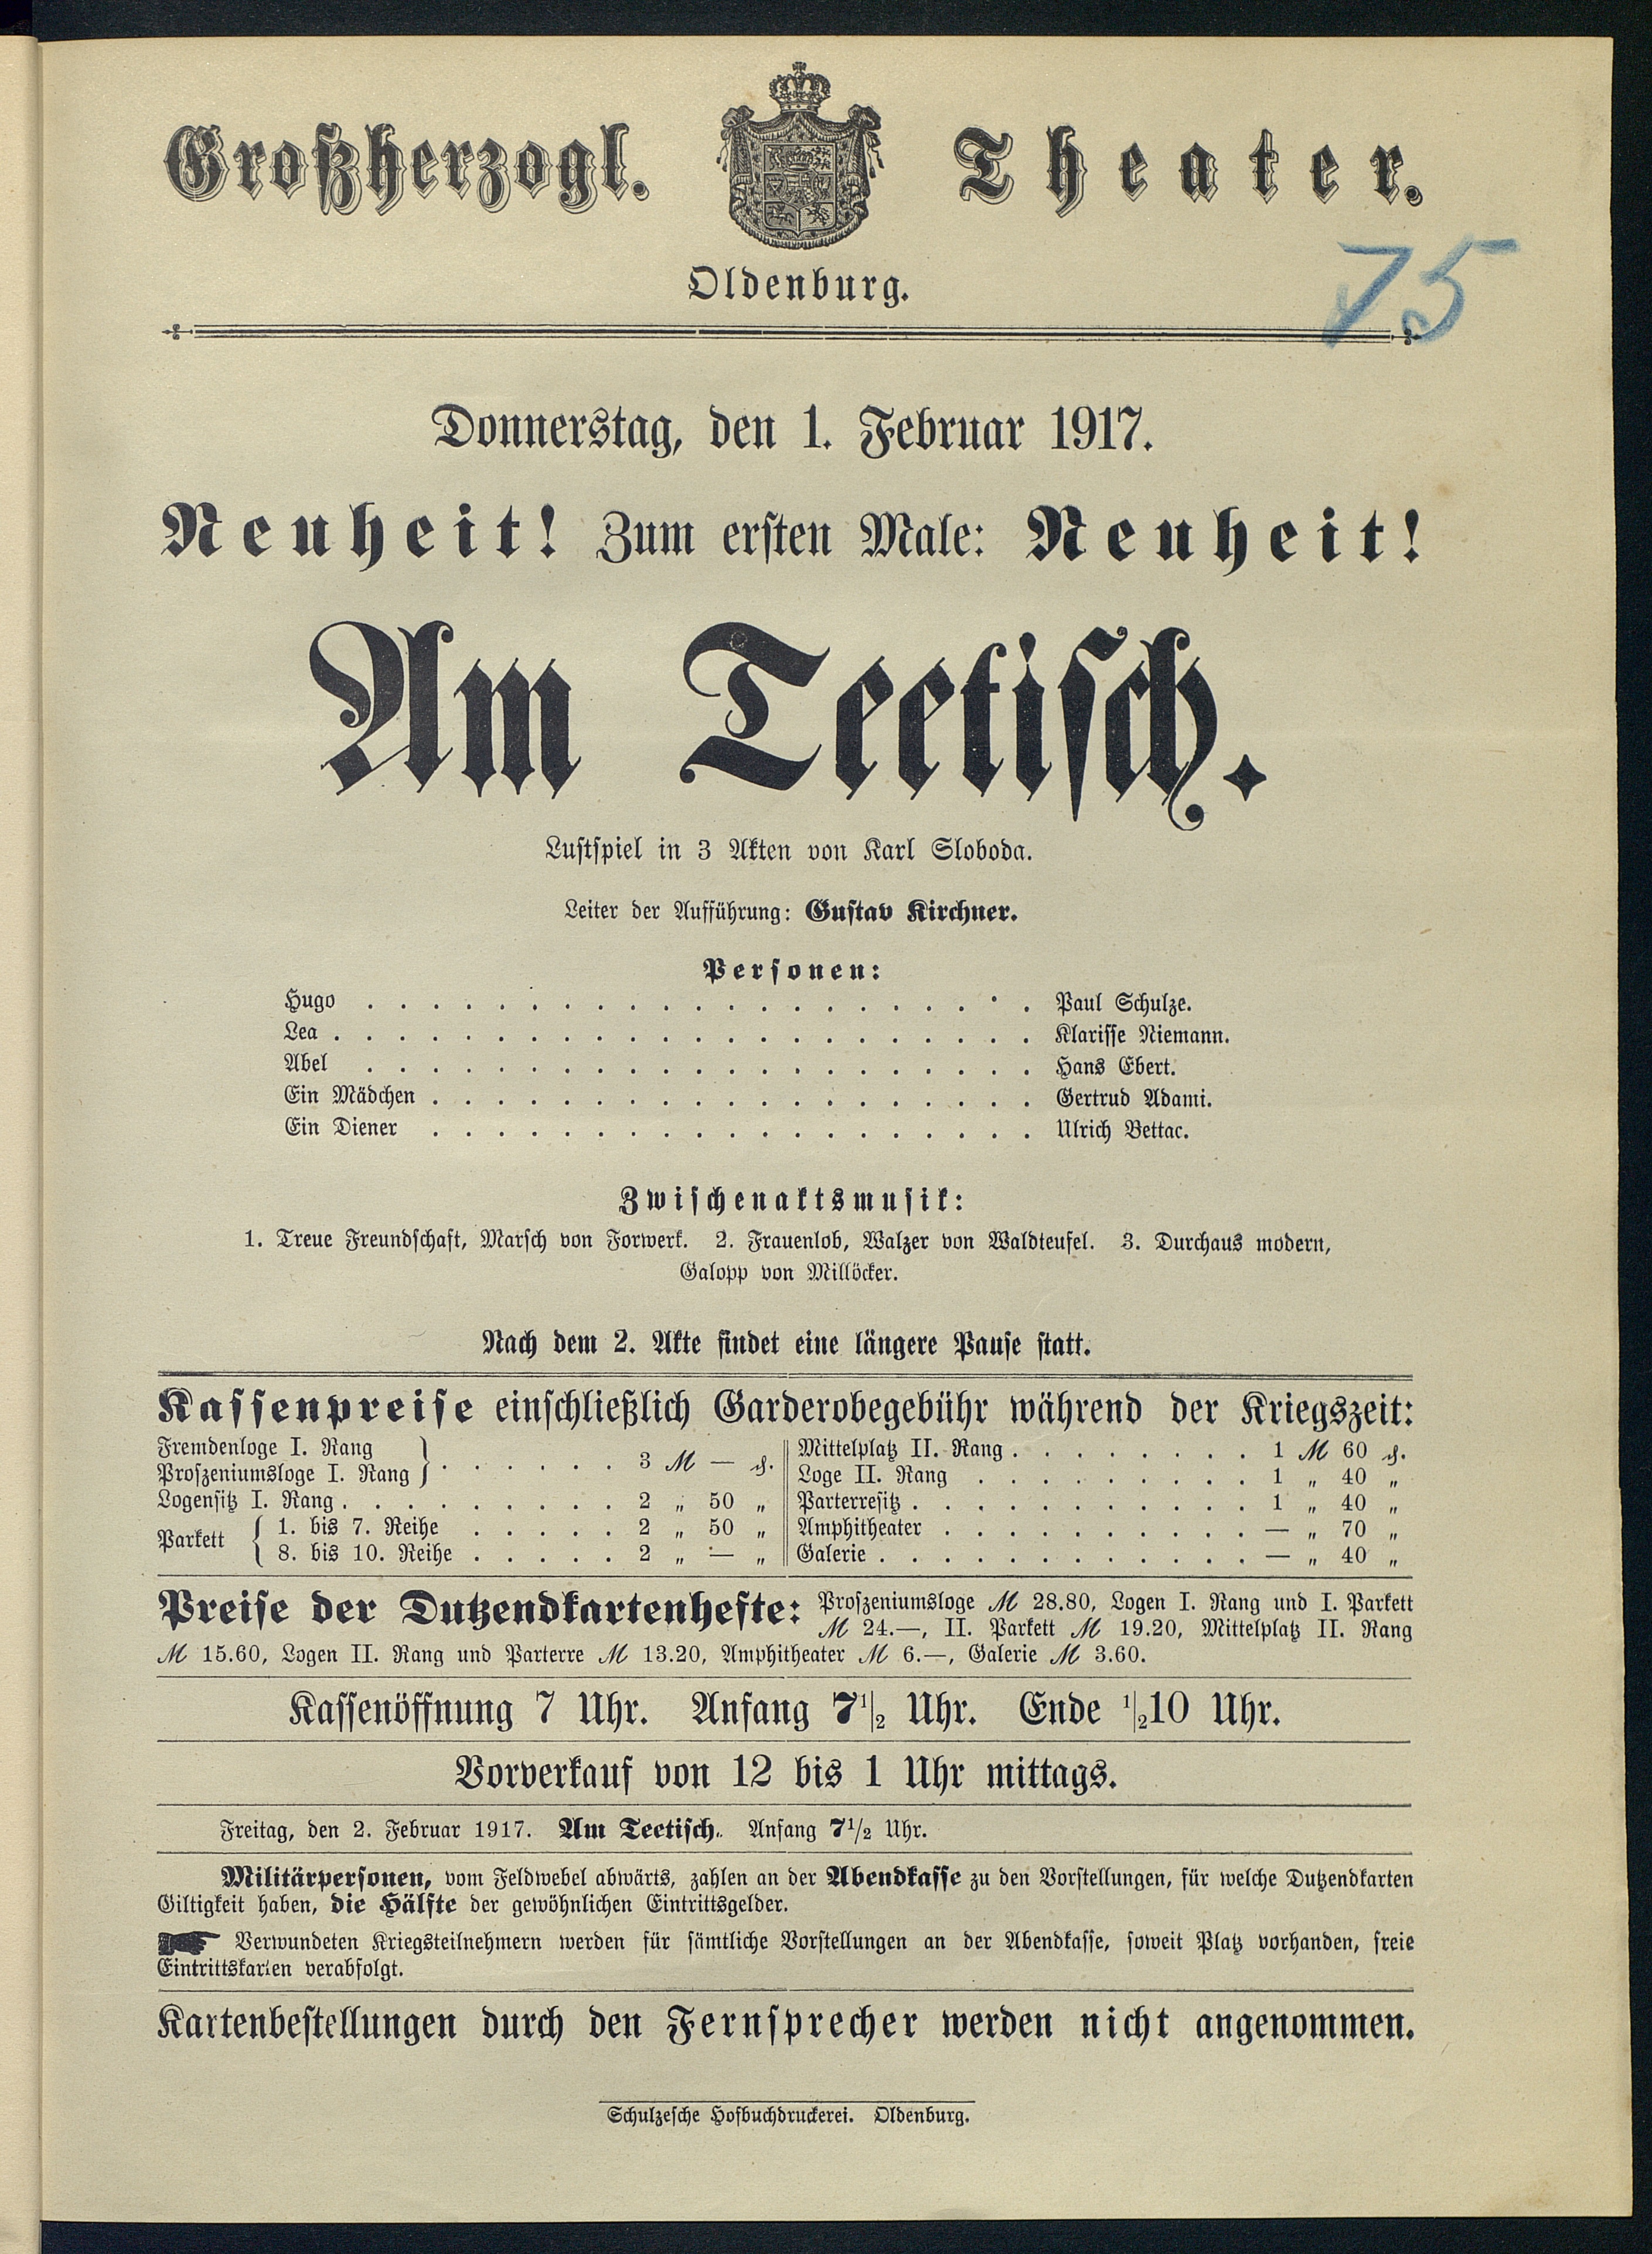 Großherzogl. Theater.
Oldenburg.
75
Donnerstag, den 1. Februar 1917.
Neuheit! Zum ersten Male: Neuheit!
Am Teetisch.
Lustspiel in 3 Akten von Karl Sloboda.
Leiter der Aufführung: Gustav Kirchner.
Personen:
Hugo . . . . . . . . . . . . . . . . . . . . . Paul Schulze.
Lea . . . . . . . . . . . . . . . . . . . . . . Klarisse Niemann.
Abel . . . . . . . . . . . . . . . . . . . . . Hans Ebert.
Ein Mädchen . . . . . . . . . . . . . . . . . . . Gertrud Adami.
Ein Diener . . . . . . . . . . . . . . . . . . . Ulrich Bettac.
Zwischenaktsmusik:
1. Treue Freundschaft, Marsch von Forwerk. 2. Frauenlob, Walzer von Waldteufel. 3. Durchaus modern,
Galopp von Millöcker.
Nach dem 2. Akte findet eine längere Pause statt.
Kassenpreise einschließlich Garderobegebühr während der Kriegszeit:
Fremdenloge I. Rang
Proszeniumsloge I. Rang } . . . . . . 3 M — ₰.
Logensitz I. Rang . . . . . . . . . 2 „ 50 „
Parkett { 1. bis 7. Reihe . . . . . 2 „ 50 „
8. bis 10. Reihe . . . . . 2 „ — „
Mittelplatz II. Rang . . . . . . . . 1 M 60 ₰.
Loge II. Rang . . . . . . . . . 1 „ 40 „
Parterresitz . . . . . . . . . . . 1 „ 40 „
Amphitheater . . . . . . . . . . — „ 70 „
Galerie . . . . . . . . . . . . — „ 40 „
Preise der Dutzendkartenhefte: Proszeniumsloge M 28.80, Logen I. Rang und I. Parkett
M 24.—, II. Parkett M 19.20, Mittelplatz II. Rang
M 15.60, Logen II. Rang und Parterre M 13.20, Amphitheater M 6.—, Galerie M 3.60.
Kassenöffnung 7 Uhr. Anfang 7 1/2 Uhr. Ende 1/2 10 Uhr.
Vorverkauf von 12 bis 1 Uhr mittags.
Freitag, den 2. Februar 1917. Am Teetisch. Anfang 7 1/2 Uhr.
Militärpersonen, vom Feldwebel abwärts, zahlen an der Abendkasse zu den Vorstellungen, für welche Dutzendkarten
Giltigkeit haben, die Hälfte der gewöhnlichen Eintrittsgelder.
Verwundeten Kriegsteilnehmern werden für sämtliche Vorstellungen an der Abendkasse, soweit Platz vorhanden, freie
Eintrittskarten verabfolgt.
Kartenbestellungen durch den Fernsprecher werden nicht angenommen.
Schulzesche Hofbuchdruckerei. Oldenburg.